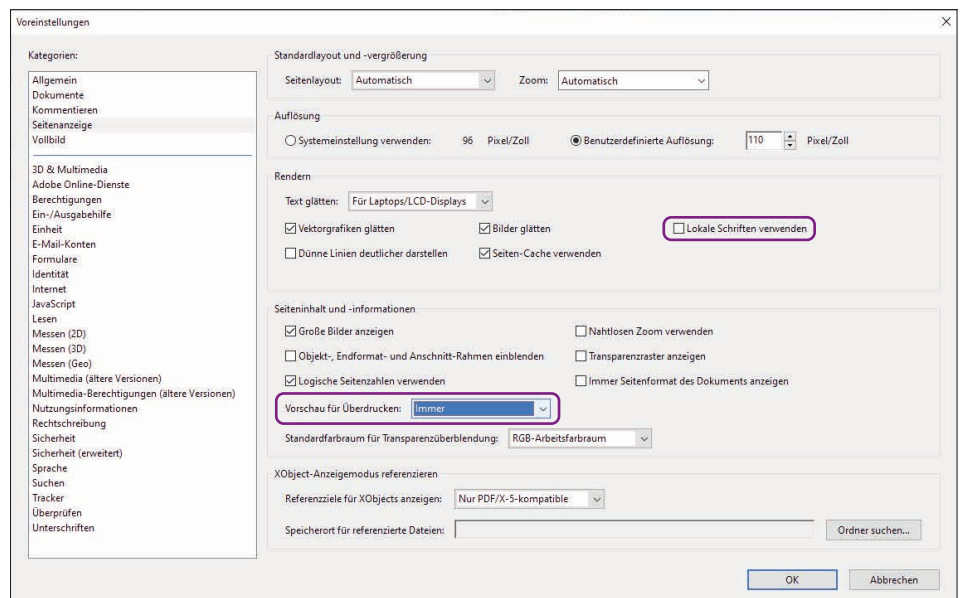 Voreinstellungen
Kategorien:
Allgemein
Dokumente
Kommentieren
Seitenanzeige
Vollbild
3D & Multimedia
Adobe Online-Dienste
Berechtigungen
Ein-/Ausgabehilfe
Einheit
E-Mail-Konten
Formulare
Identität
Internet
JavaScript
Lesen
Messen (2D)
Messen (3D)
Messen (Geo)
Multimedia (ältere Versionen)
Multimedia-Berechtigungen (ältere Versionen)
Nutzungsinformationen
Rechtschreibung
Sicherheit
Sicherheit (erweitert)
Sprache
Suchen
Tracker
Überprüfen
Unterschriften
Standardlayout und -vergrößerung
Seitenlayout: Automatisch Zoom: Automatisch
Auflösung
Systemeinstellung verwenden: 96 Pixel/Zoll Benutzerdefinierte Auflösung: 110 Pixel/Zoll
Rendern
Text glätten: Für Laptops/LCD-Displays
Vektorgrafiken glätten Bilder glätten Lokale Schriften verwenden
Dünne Linien deutlicher darstellen Seiten-Cache verwenden
Seiteninhalt und -informationen
Große Bilder anzeigen Nahtlosen Zoom verwenden
Objekt-, Endformat- und Anschnitt-Rahmen einblenden Transparenzraster anzeigen
Logische Seitenzahlen verwenden Immer Seitenformat des Dokuments anzeigen
Vorschau für Überdrucken: Immer
Standardfarbraum für Transparenzüberblendung: RGB-Arbeitsfarbraum
XObject-Anzeigemodus referenzieren
Referenzziele für XObjects anzeigen: Nur PDF/X-5-kompatible
Speicherort für referenzierte Dateien: Ordner suchen...
OK Abbrechen